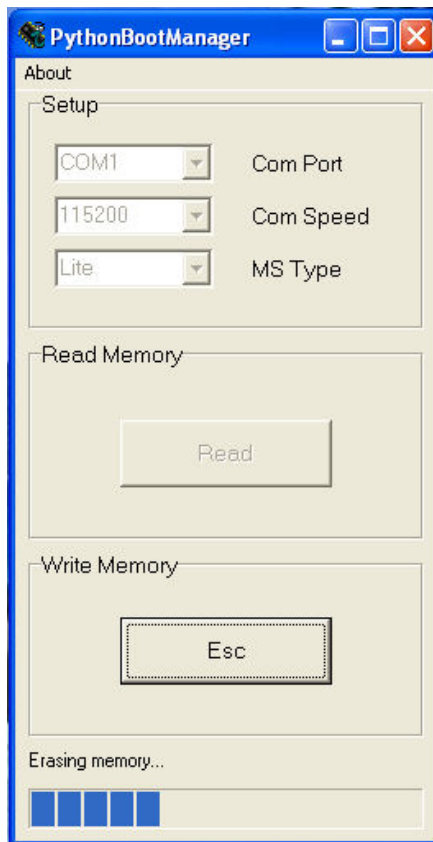 PythonBootManager
About
Setup
COM1 Com Port
115200 Com Speed
Lite MS Type
Read Memory
Read
Write Memory
Esc
Erasing memory...